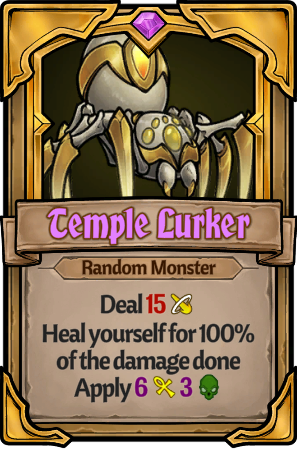 Temple Lurker
Random Monster
Deal 15
Heal yourself for 100%
of the damage done
Apply 6 3